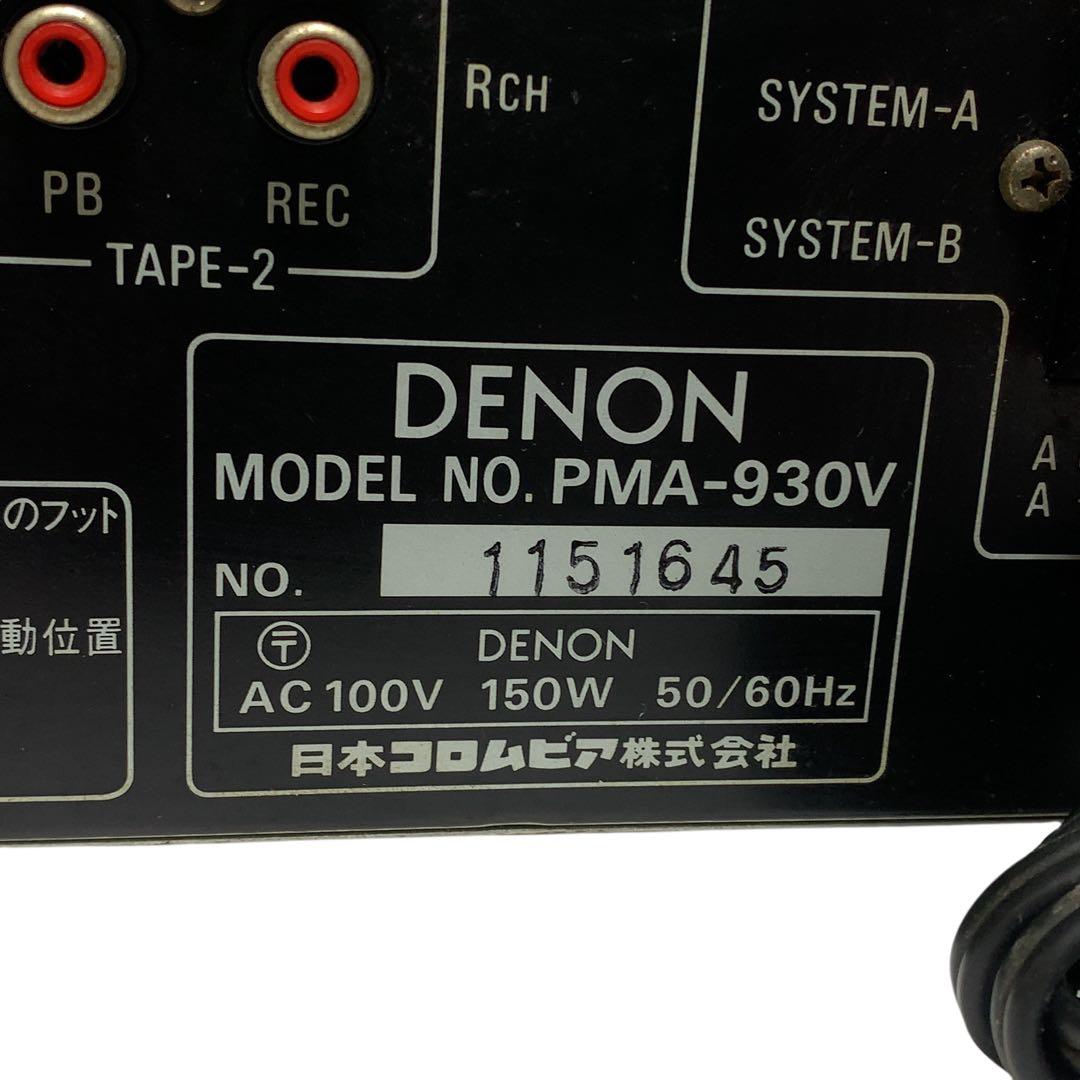 RCH
PB REC
TAPE-2
SYSTEM-A
SYSTEM-B
A
A
のフット
動位置
DENON
MODEL NO. PMA-930V
NO. 1151645
〒 DENON
AC 100V 150W 50/60Hz
日本コロムビア株式会社